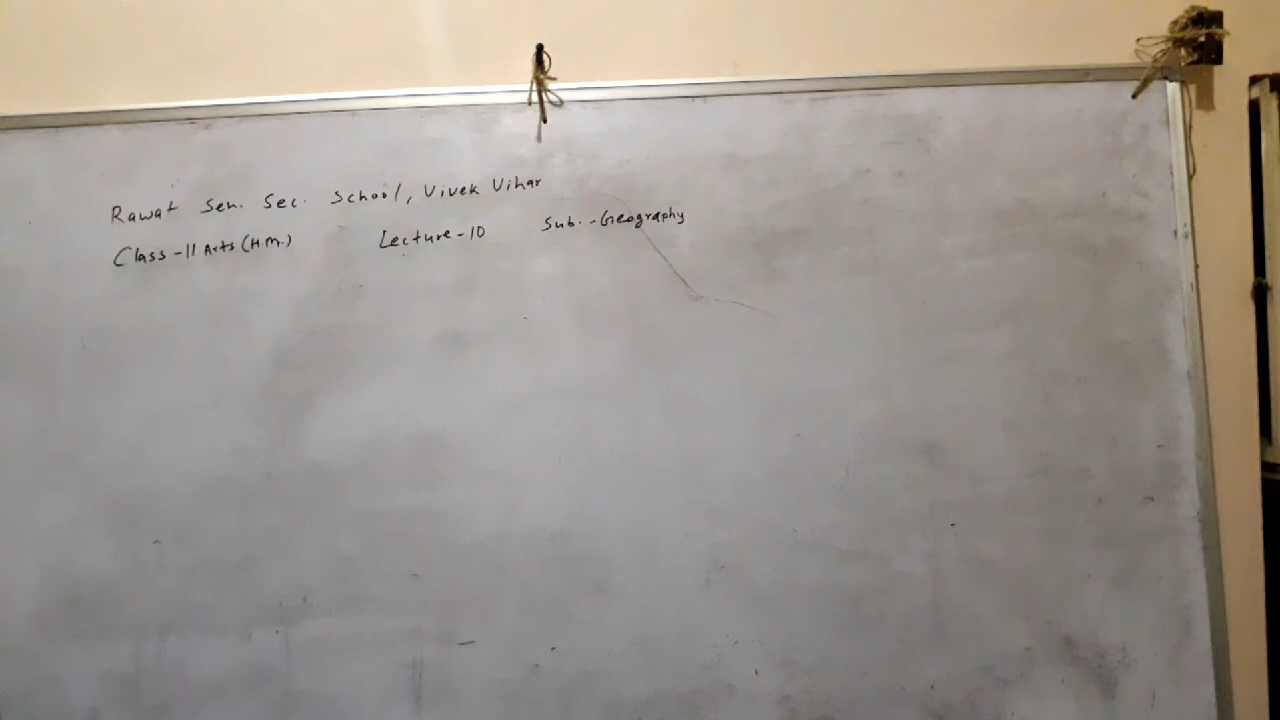 Rawat Sen. Sec. School, Vivek Vihar
Class-11 Arts (H.M.) Lecture-10 Sub.-Geography